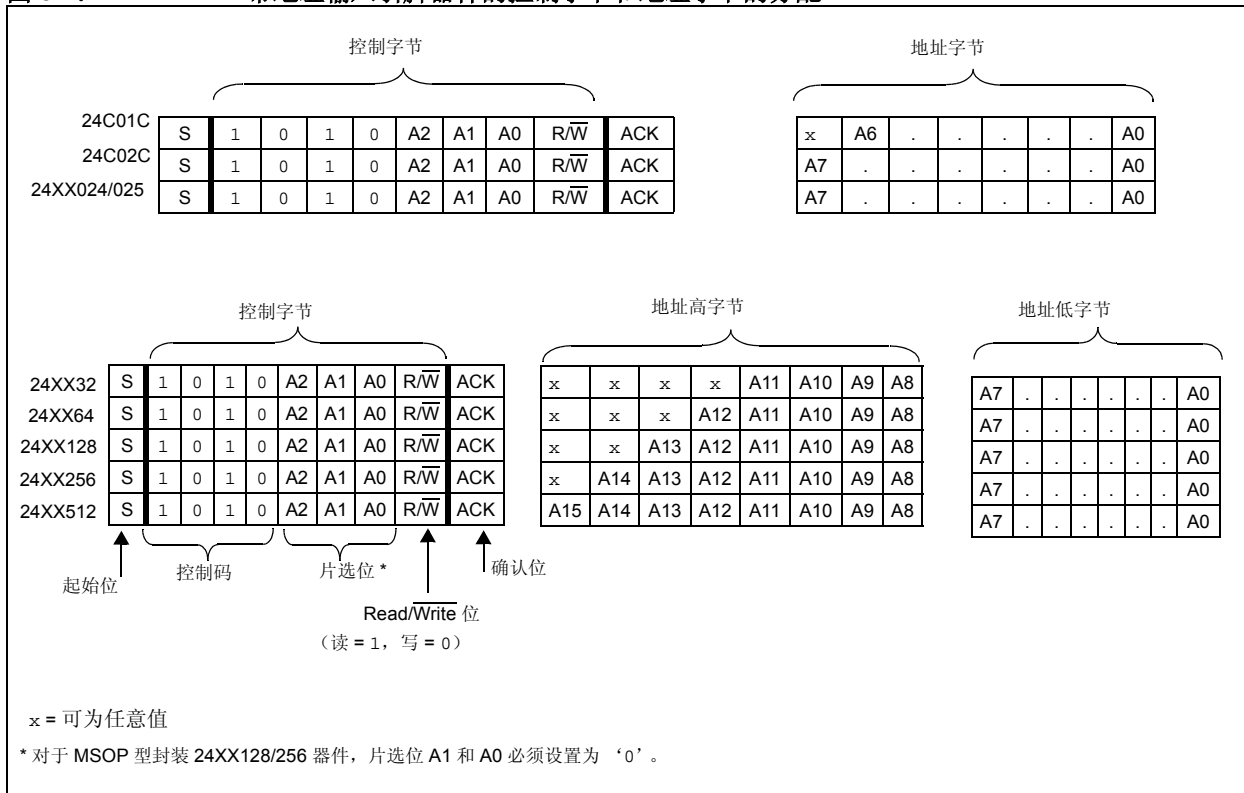 控制字节 地址字节
24C01C S 1 0 1 0 A2 A1 A0 R/W ACK x A6 . . . . . A0
24C02C S 1 0 1 0 A2 A1 A0 R/W ACK A7 . . . . . . A0
24XX024/025 S 1 0 1 0 A2 A1 A0 R/W ACK A7 . . . . . . A0
控制字节 地址高字节 地址低字节
24XX32 S 1 0 1 0 A2 A1 A0 R/W ACK x x x x A11 A10 A9 A8 A7 . . . . . . A0
24XX64 S 1 0 1 0 A2 A1 A0 R/W ACK x x x A12 A11 A10 A9 A8 A7 . . . . . . A0
24XX128 S 1 0 1 0 A2 A1 A0 R/W ACK x x A13 A12 A11 A10 A9 A8 A7 . . . . . . A0
24XX256 S 1 0 1 0 A2 A1 A0 R/W ACK x A14 A13 A12 A11 A10 A9 A8 A7 . . . . . . A0
24XX512 S 1 0 1 0 A2 A1 A0 R/W ACK A15 A14 A13 A12 A11 A10 A9 A8 A7 . . . . . . A0
起始位 控制码 片选位 * 确认位
Read/Write 位
（读 = 1，写 = 0）
x = 可为任意值
* 对于 MSOP 型封装 24XX128/256 器件，片选位 A1 和 A0 必须设置为 ‘0’。